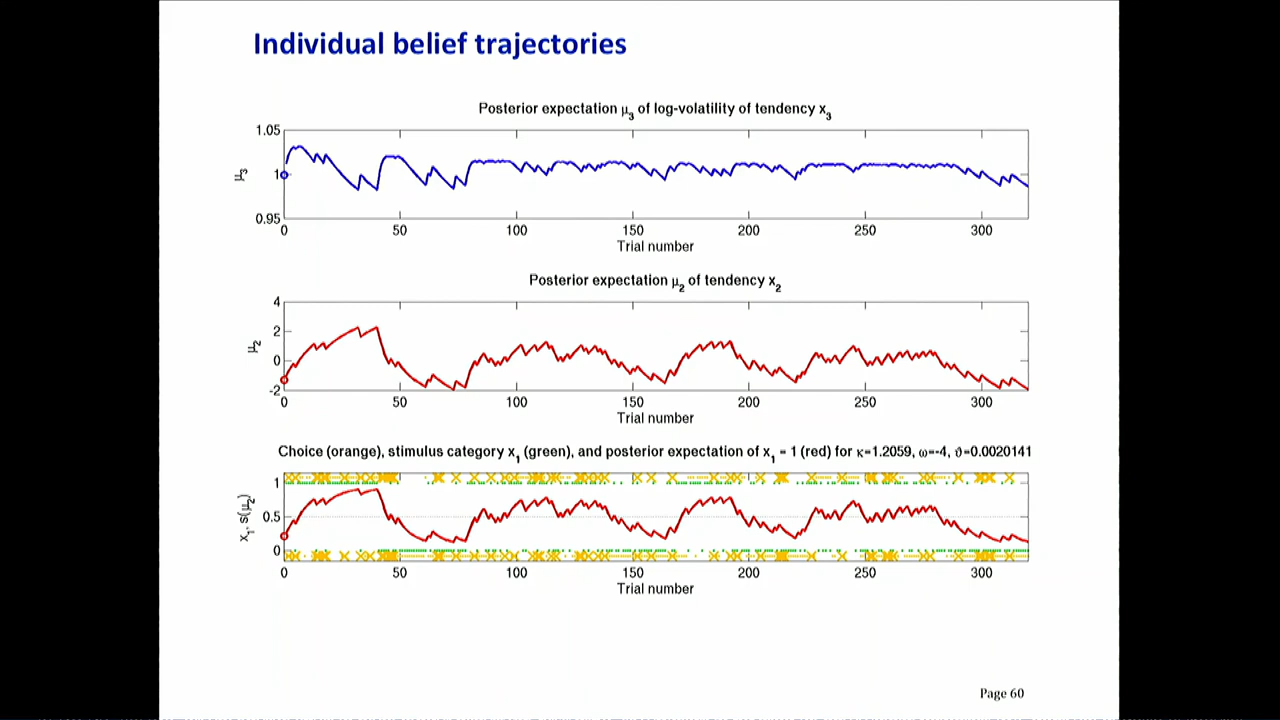 Individual belief trajectories
Posterior expectation μ3 of log-volatility of tendency x3
1.05
1
0.95
μ3
0 50 100 150 200 250 300
Trial number
Posterior expectation μ2 of tendency x2
4
2
0
-2
μ2
0 50 100 150 200 250 300
Trial number
Choice (orange), stimulus category x1 (green), and posterior expectation of x1 = 1 (red) for κ=1.2059, ω=-4, ϑ=0.0020141
1
0.5
0
x1, s(μ2)
0 50 100 150 200 250 300
Trial number
Page 60